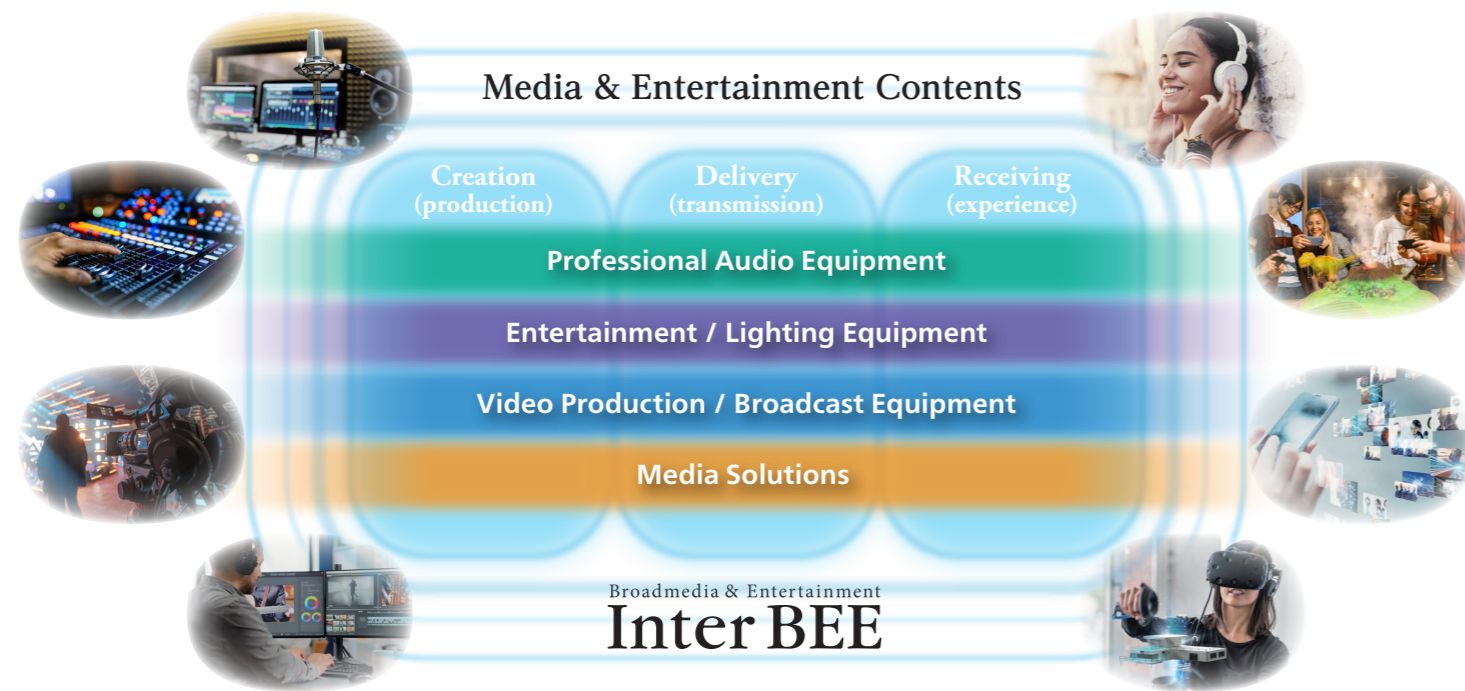 Media & Entertainment Contents
Creation
(production)
Delivery
(transmission)
Receiving
(experience)
Professional Audio Equipment
Entertainment / Lighting Equipment
Video Production / Broadcast Equipment
Media Solutions
Broadmedia & Entertainment
Inter BEE